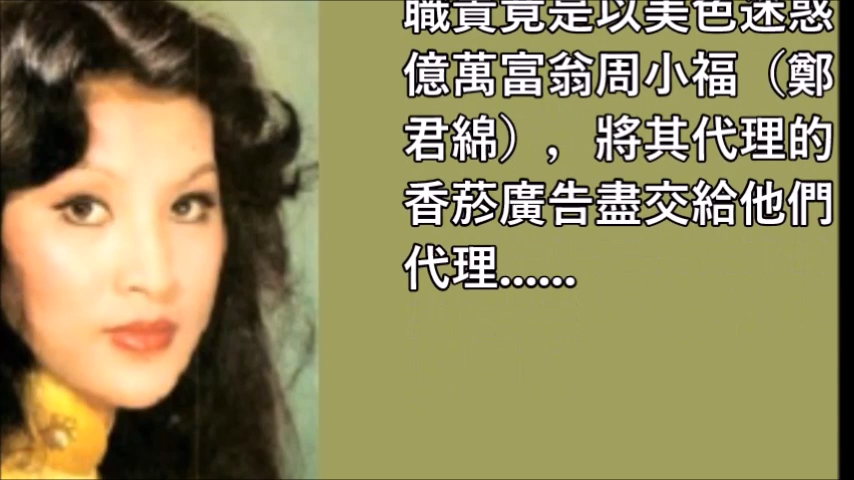 職責竟是以美色迷惑
億萬富翁周小福（鄭
君綿），將其代理的
香菸廣告盡交給他們
代理......